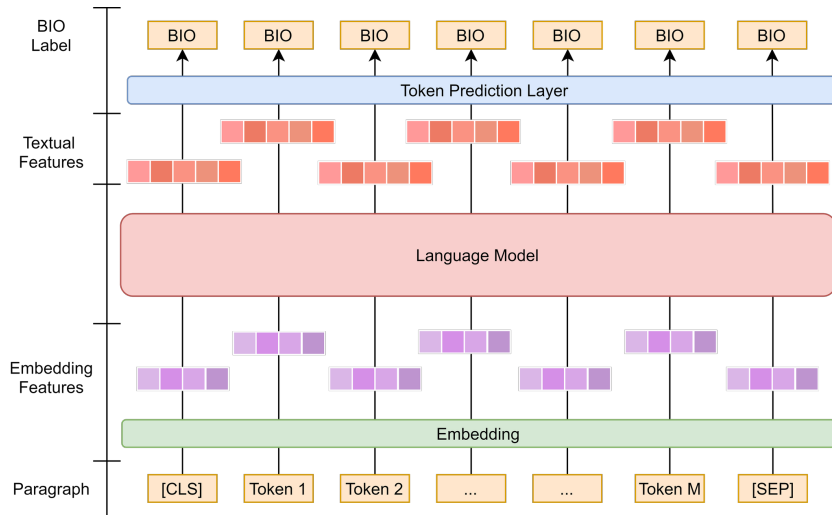 BIO
Label
BIO BIO BIO BIO BIO BIO BIO
Token Prediction Layer
Textual
Features
Language Model
Embedding
Features
Embedding
Paragraph
[CLS] Token 1 Token 2 ... ... Token M [SEP]